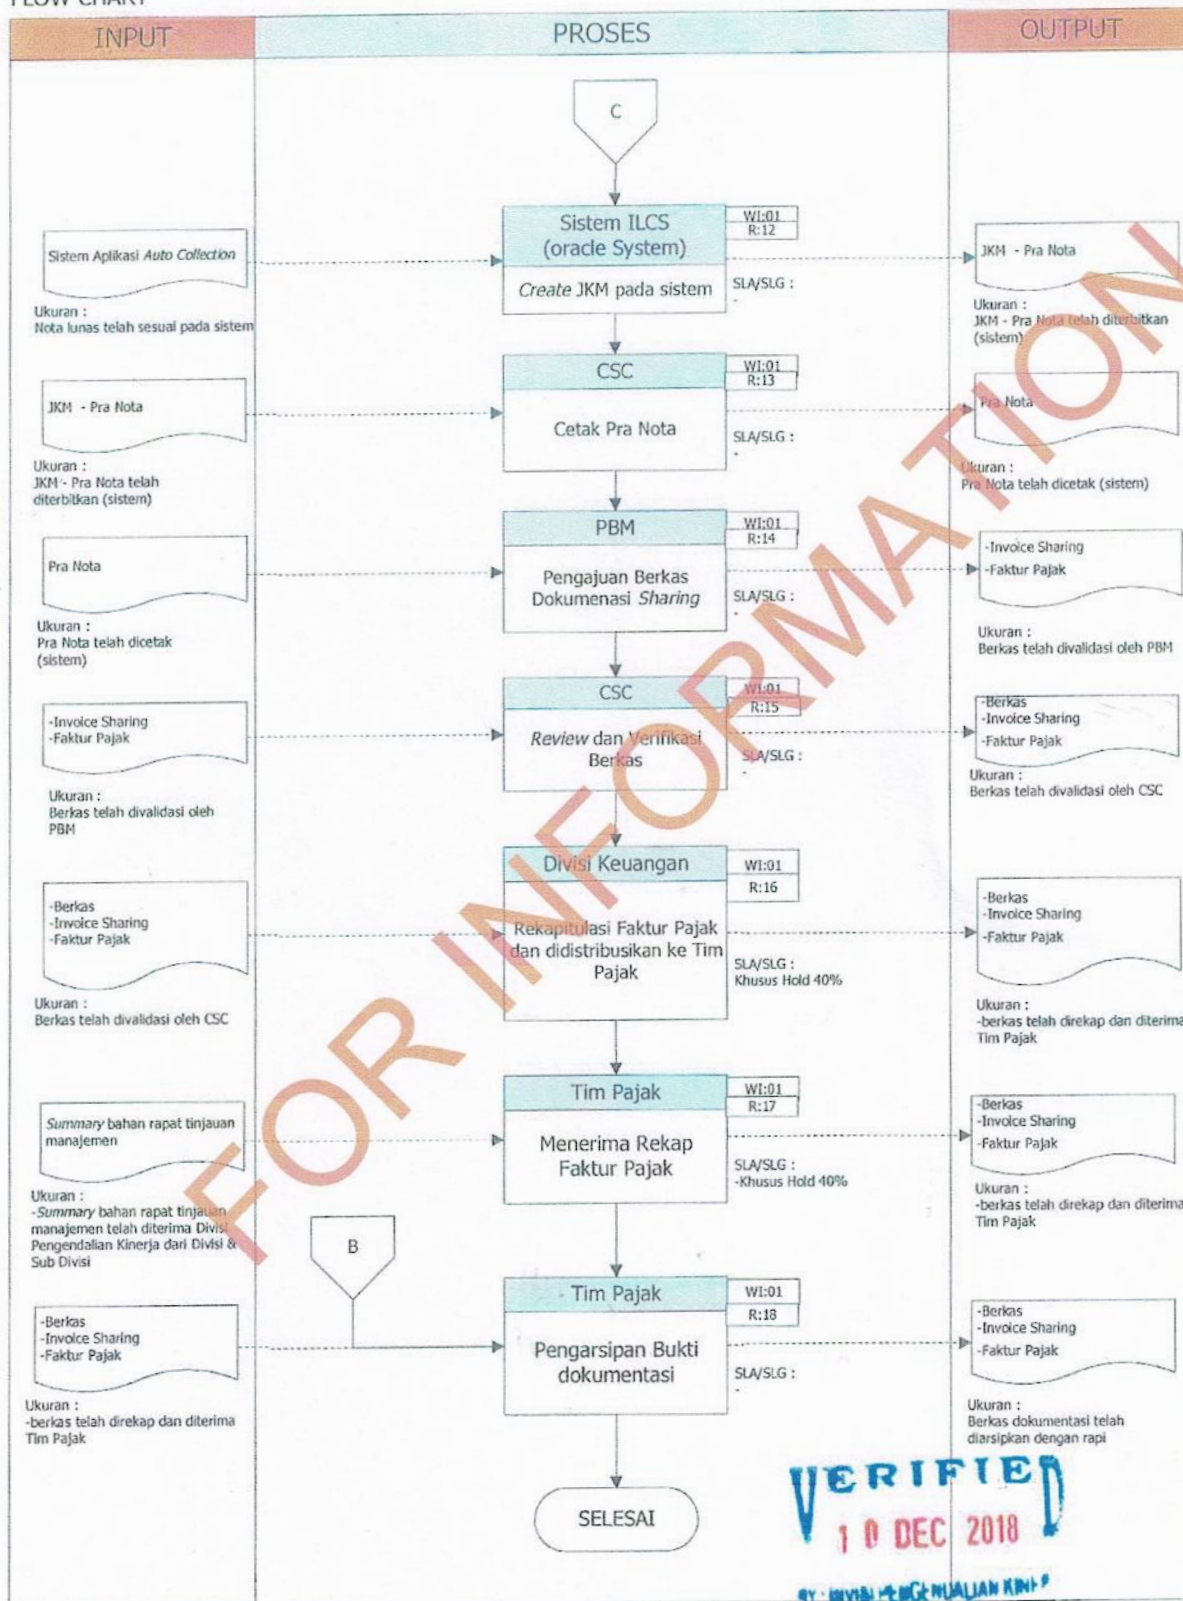 FLOW CHART
INPUT
PROSES
OUTPUT
C
Sistem Aplikasi Auto Collection
Ukuran :
Nota lunas telah sesuai pada sistem
Sistem ILCS
(oracle System)
Create JKM pada sistem
WI:01
R:12
SLA/SLG :
-
JKM - Pra Nota
Ukuran :
JKM - Pra Nota telah diterbitkan
(sistem)
JKM - Pra Nota
Ukuran :
JKM - Pra Nota telah
diterbitkan (sistem)
CSC
Cetak Pra Nota
WI:01
R:13
SLA/SLG :
-
Pra Nota
Ukuran :
Pra Nota telah dicetak (sistem)
Pra Nota
Ukuran :
Pra Nota telah dicetak
(sistem)
PBM
Pengajuan Berkas
Dokumenasi Sharing
WI:01
R:14
SLA/SLG :
-
-Invoice Sharing
-Faktur Pajak
Ukuran :
Berkas telah divalidasi oleh PBM
-Invoice Sharing
-Faktur Pajak
Ukuran :
Berkas telah divalidasi oleh
PBM
CSC
Review dan Verifikasi
Berkas
WI:01
R:15
SLA/SLG :
-
-Berkas
-Invoice Sharing
-Faktur Pajak
Ukuran :
Berkas telah divalidasi oleh CSC
-Berkas
-Invoice Sharing
-Faktur Pajak
Ukuran :
Berkas telah divalidasi oleh CSC
Divisi Keuangan
Rekapitulasi Faktur Pajak
dan didistribusikan ke Tim
Pajak
WI:01
R:16
SLA/SLG :
Khusus Hold 40%
-Berkas
-Invoice Sharing
-Faktur Pajak
Ukuran :
-berkas telah direkap dan diterima
Tim Pajak
Summary bahan rapat tinjauan
manajemen
Ukuran :
-Summary bahan rapat tinjauan
manajemen telah diterima Divisi
Pengendalian Kinerja dari Divisi &
Sub Divisi
Tim Pajak
Menerima Rekap
Faktur Pajak
WI:01
R:17
SLA/SLG :
-Khusus Hold 40%
-Berkas
-Invoice Sharing
-Faktur Pajak
Ukuran :
-berkas telah direkap dan diterima
Tim Pajak
B
-Berkas
-Invoice Sharing
-Faktur Pajak
Ukuran :
-berkas telah direkap dan diterima
Tim Pajak
Tim Pajak
Pengarsipan Bukti
dokumentasi
WI:01
R:18
SLA/SLG :
-
-Berkas
-Invoice Sharing
-Faktur Pajak
Ukuran :
Berkas dokumentasi telah
diarsipkan dengan rapi
SELESAI
FOR INFORMATION
VERIFIED
10 DEC 2018
BY : DIVISI PENGENDALIAN